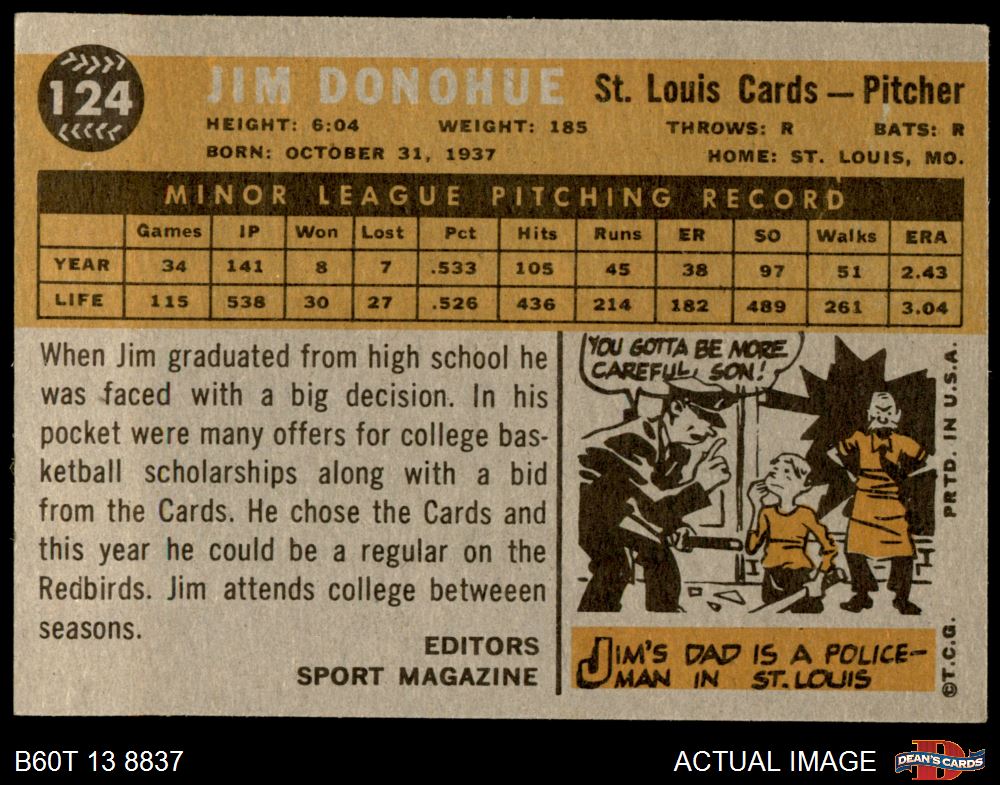 124
JIM DONOHUE St. Louis Cards — Pitcher
HEIGHT: 6:04 WEIGHT: 185 THROWS: R BATS: R
BORN: OCTOBER 31, 1937 HOME: ST. LOUIS, MO.
MINOR LEAGUE PITCHING RECORD
Games IP Won Lost Pct Hits Runs ER SO Walks ERA
YEAR 34 141 8 7 .533 105 45 38 97 51 2.43
LIFE 115 538 30 27 .526 436 214 182 489 261 3.04
When Jim graduated from high school he
was faced with a big decision. In his
pocket were many offers for college bas-
ketball scholarships along with a bid
from the Cards. He chose the Cards and
this year he could be a regular on the
Redbirds. Jim attends college betweeen
seasons.
EDITORS
SPORT MAGAZINE
YOU GOTTA BE MORE
CAREFUL, SON!
JIM'S DAD IS A POLICE-
MAN IN ST. LOUIS
PRTD. IN U.S.A.
©T.C.G.
B60T 13 8837 ACTUAL IMAGE DEAN'S CARDS